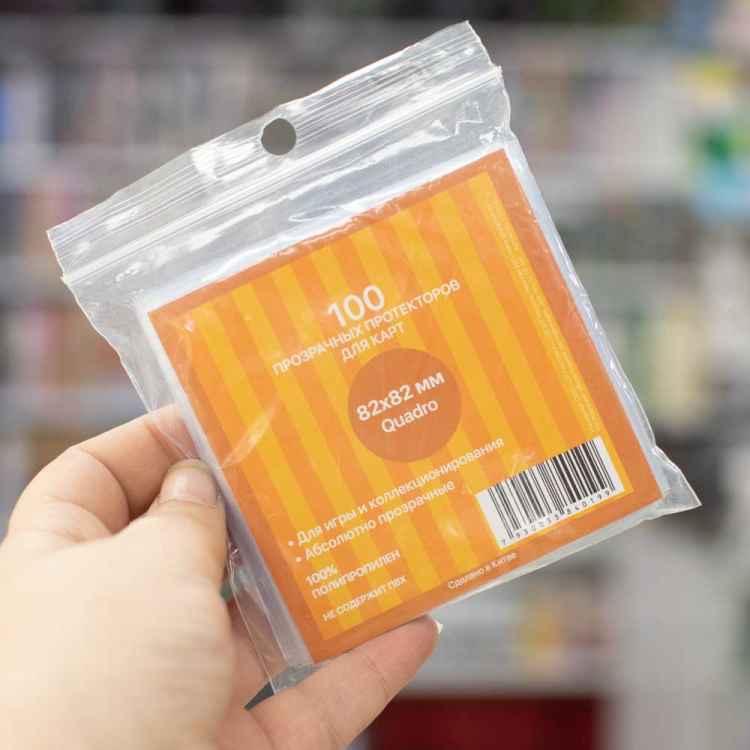 100
ПРОЗРАЧНЫХ ПРОТЕКТОРОВ
ДЛЯ КАРТ
82x82 мм
Quadro
• Для игры и коллекционирования
• Абсолютно прозрачные
100%
ПОЛИПРОПИЛЕН
НЕ СОДЕРЖИТ ПВХ
Сделано в Китае